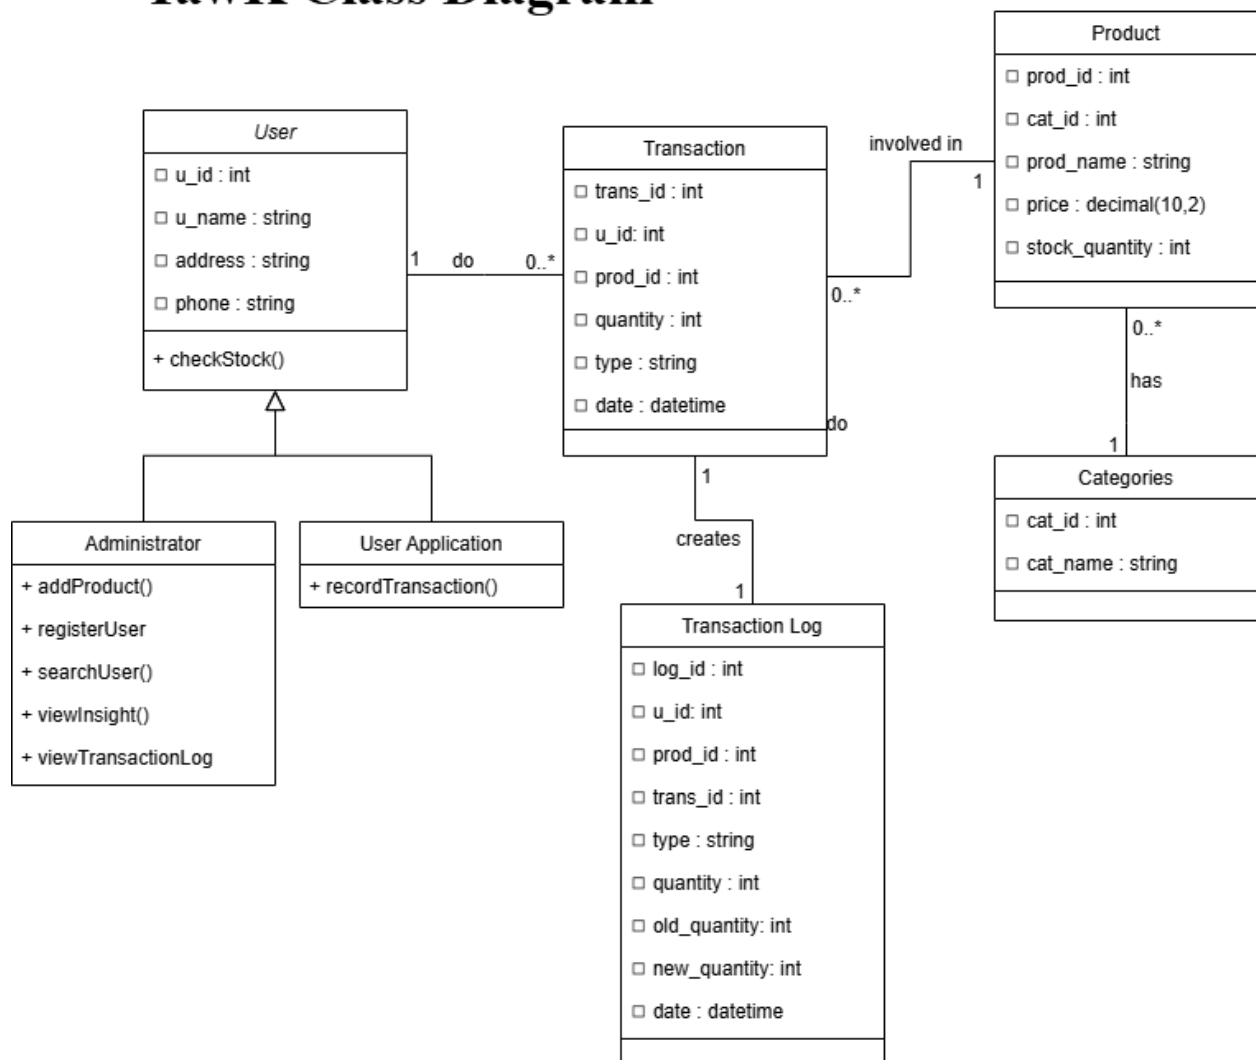 Class Diagram
User
u_id : int
u_name : string
address : string
phone : string
+ checkStock()
1
do
0..*
Transaction
trans_id : int
u_id: int
prod_id : int
quantity : int
type : string
date : datetime
do
0..*
involved in
1
Product
prod_id : int
cat_id : int
prod_name : string
price : decimal(10,2)
stock_quantity : int
0..*
has
1
Categories
cat_id : int
cat_name : string
Administrator
+ addProduct()
+ registerUser
+ searchUser()
+ viewInsight()
+ viewTransactionLog
User Application
+ recordTransaction()
1
creates
1
Transaction Log
log_id : int
u_id: int
prod_id : int
trans_id : int
type : string
quantity : int
old_quantity: int
new_quantity: int
date : datetime